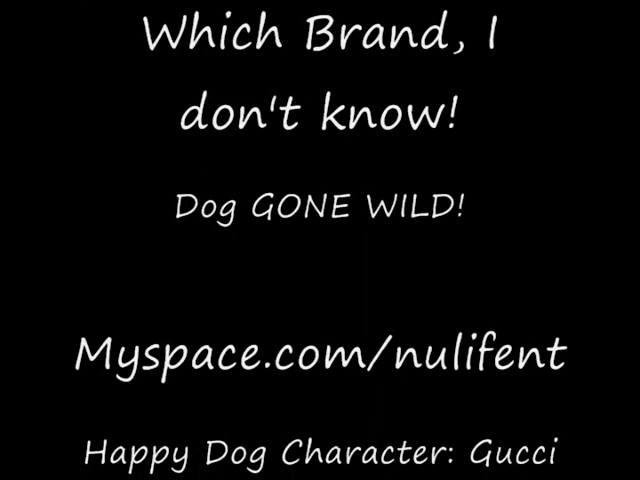 Which Brand, I
don't know!
Dog GONE WILD!
Myspace.com/nulifent
Happy Dog Character: Gucci